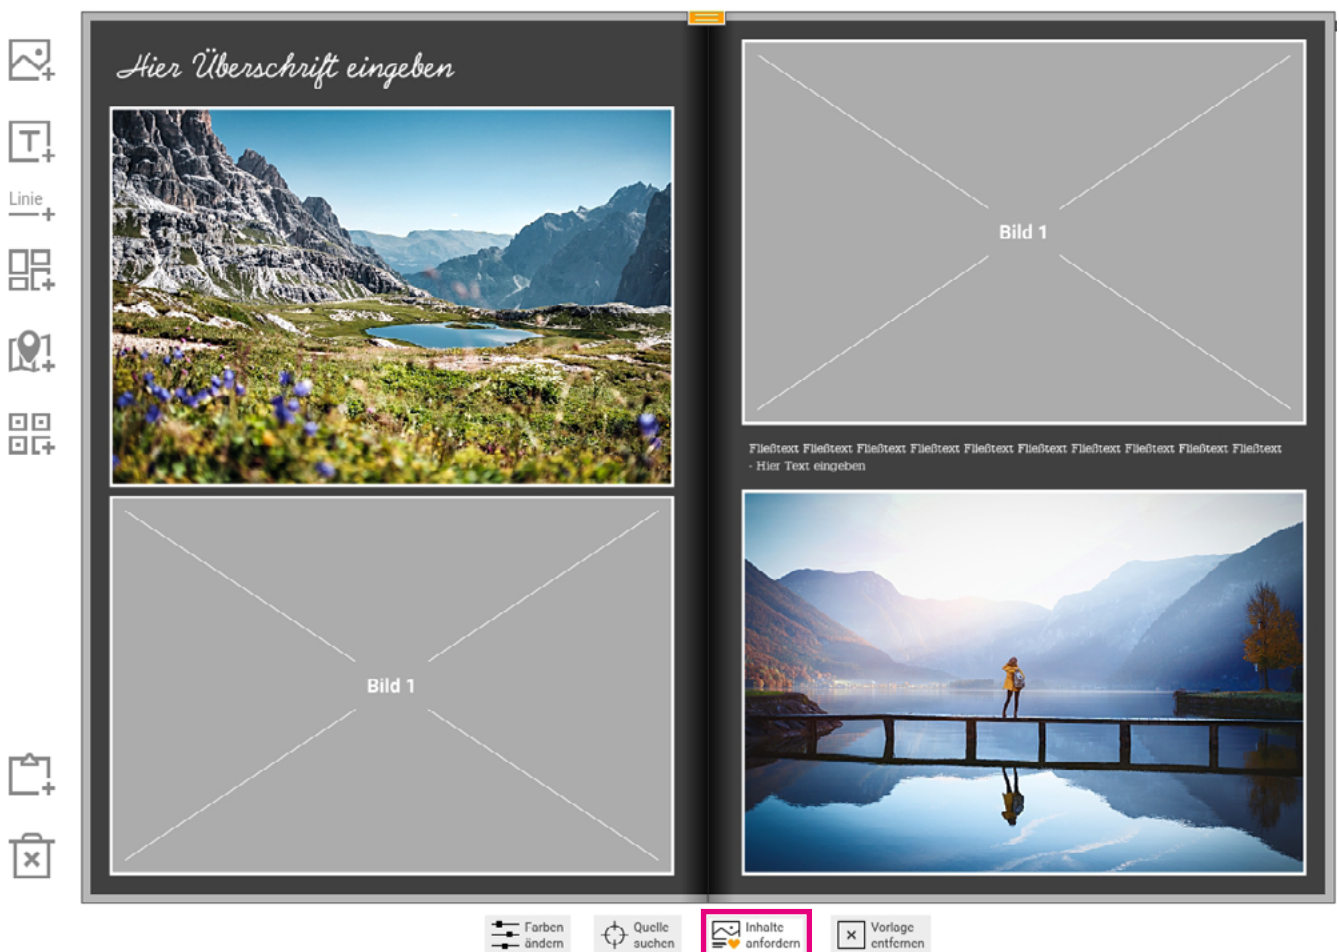 Hier Überschrift eingeben
Linie
Bild 1
Fließtext Fließtext Fließtext Fließtext Fließtext Fließtext Fließtext Fließtext Fließtext Fließtext
- Hier Text eingeben
Bild 1
Farben
ändern
Quelle
suchen
Inhalte
anfordern
Vorlage
entfernen